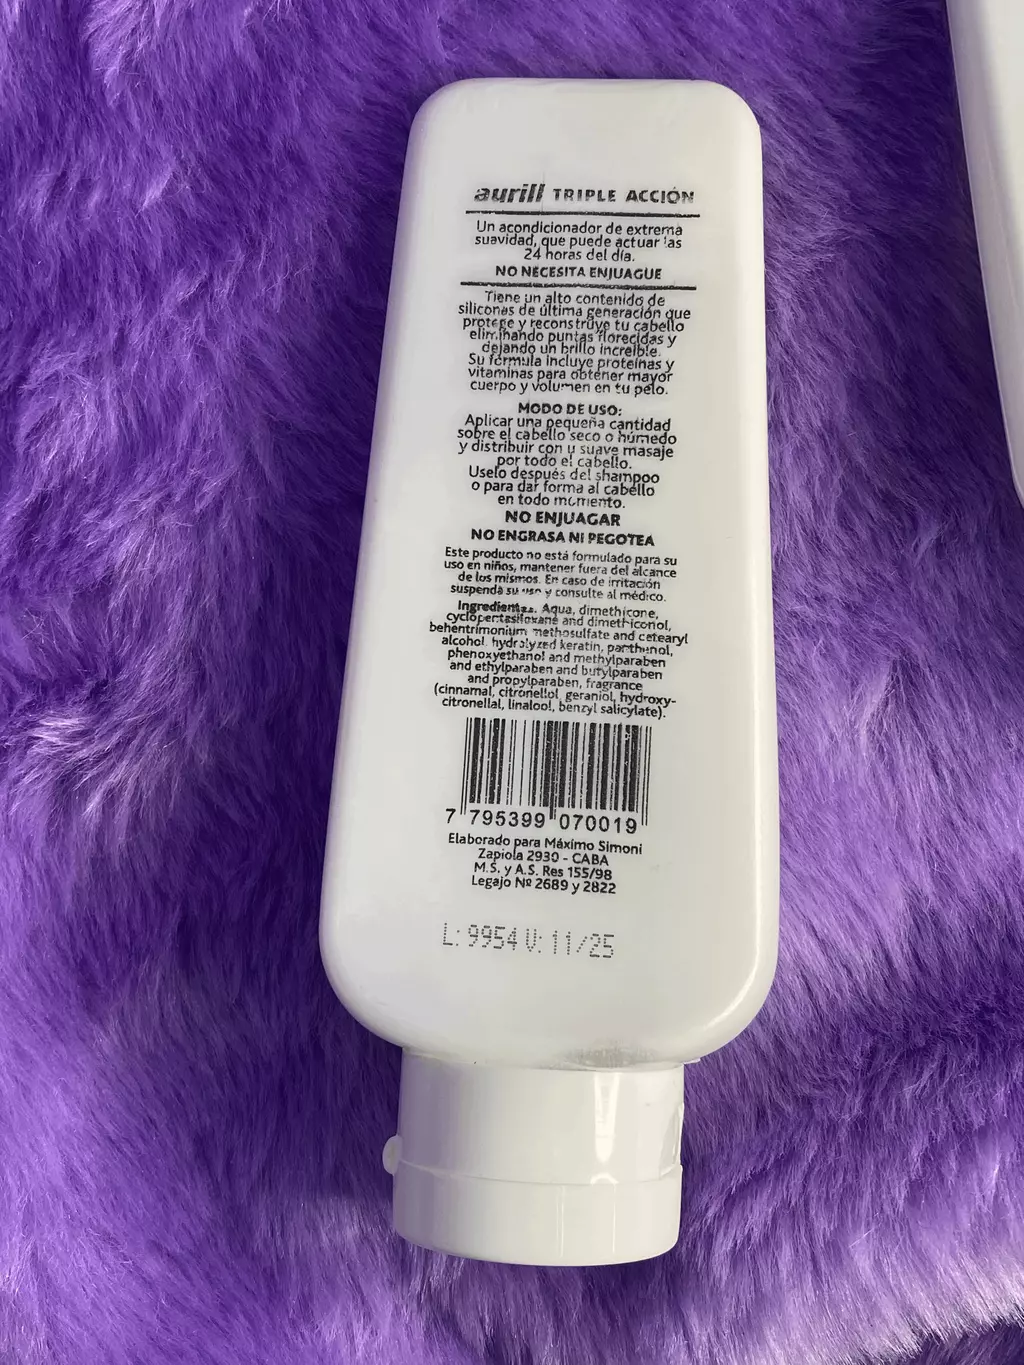 aurill TRIPLE ACCIÓN
Un acondicionador de extrema
suavidad, que puede actuar las
24 horas del día.
NO NECESITA ENJUAGUE
Tiene un alto contenido de
siliconas de última generación que
protege y reconstruye tu cabello
eliminando puntas florecidas y
dejando un brillo increíble.
Su fórmula incluye proteínas y
vitaminas para obtener mayor
cuerpo y volumen en tu pelo.
MODO DE USO:
Aplicar una pequeña cantidad
sobre el cabello seco o húmedo
y distribuir con u suave masaje
por todo el cabello.
Uselo después del shampoo
o para dar forma al cabello
en todo momento.
NO ENJUAGAR
NO ENGRASA NI PEGOTEA
Este producto no está formulado para su
uso en niños, mantener fuera del alcance
de los mismos. En caso de irritación
suspenda su uso y consulte al médico.
Ingredientes. Aqua, dimethicone,
cyclopentasiloxane and dimethiconol,
behentrimonium methosulfate and cetearyl
alcohol, hydrolyzed keratin, panthenol,
phenoxyethanol and methylparaben
and ethylparaben and butylparaben
and propylparaben, fragrance
(cinnamal, citronellol, geraniol, hydroxy-
citronellal, linalool, benzyl salicylate).
7 795399 070019
Elaborado para Máximo Simoni
Zapiola 2930 - CABA
M.S. y A.S. Res 155/98
Legajo Nº 2689 y 2822
L: 9954 V: 11/25